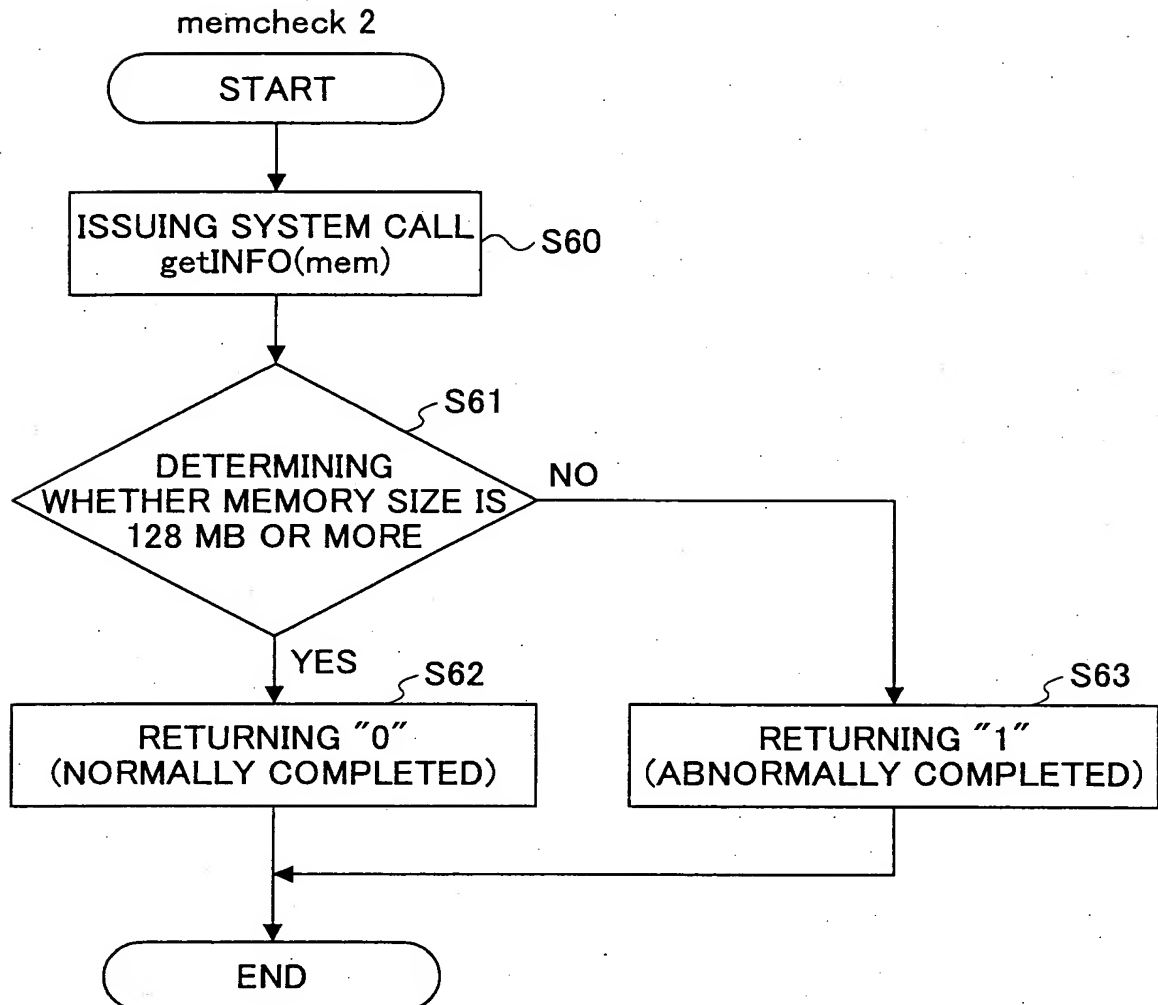 memcheck 2
START
ISSUING SYSTEM CALL
getINFO(mem)
S60
S61
DETERMINING
WHETHER MEMORY SIZE IS
128 MB OR MORE
NO
YES
S62
RETURNING "0"
(NORMALLY COMPLETED)
S63
RETURNING "1"
(ABNORMALLY COMPLETED)
END